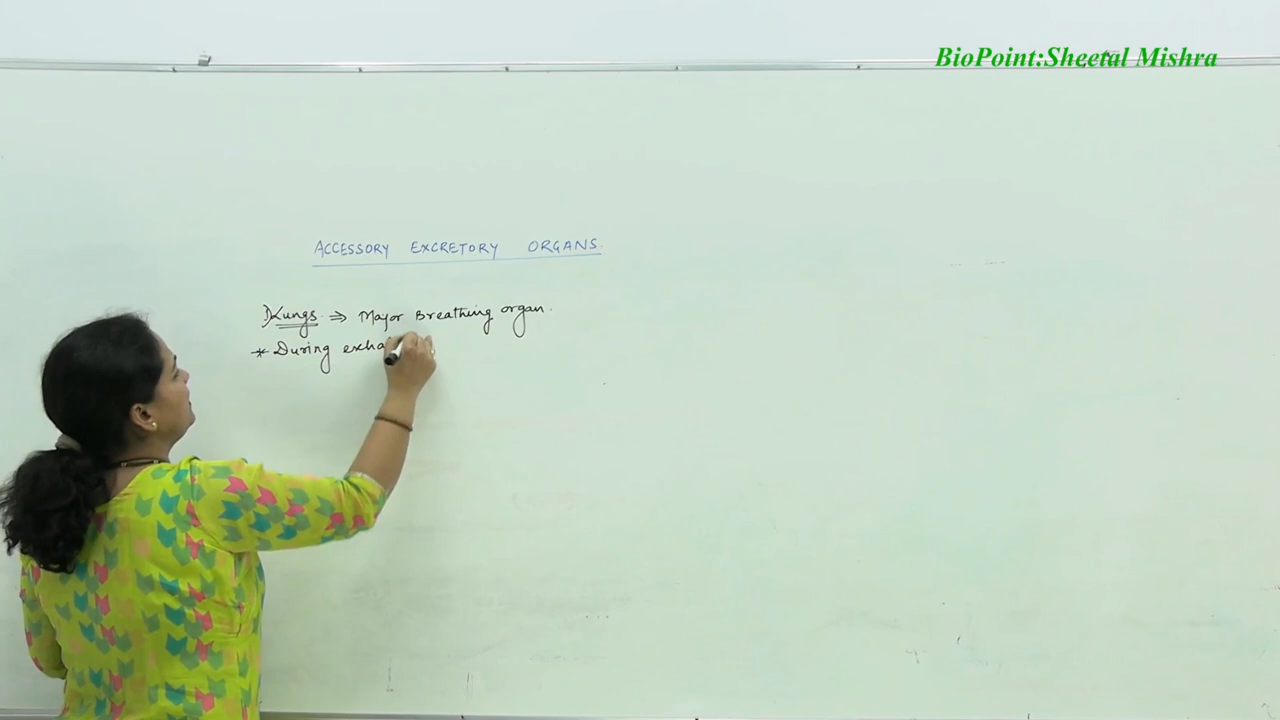 BioPoint:Sheetal Mishra
ACCESSORY EXCRETORY ORGANS.
1) Lungs ⇒ Major Breathing organ.
* During exha